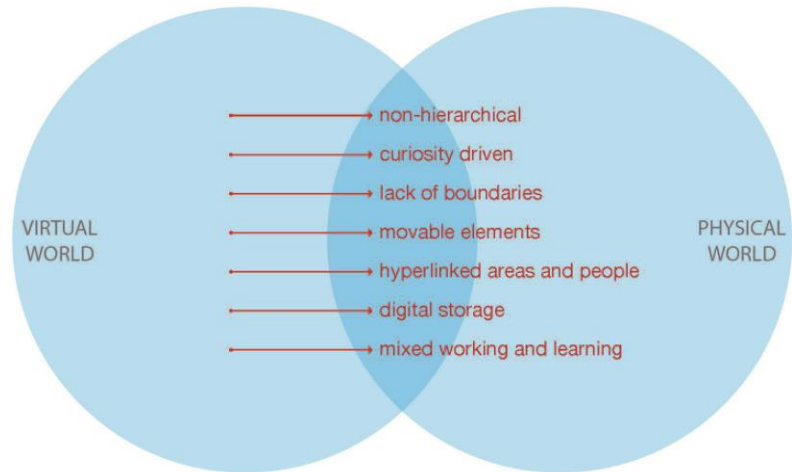 non-hierarchical
curiosity driven
lack of boundaries
VIRTUAL
WORLD
movable elements
PHYSICAL
WORLD
hyperlinked areas and people
digital storage
mixed working and learning